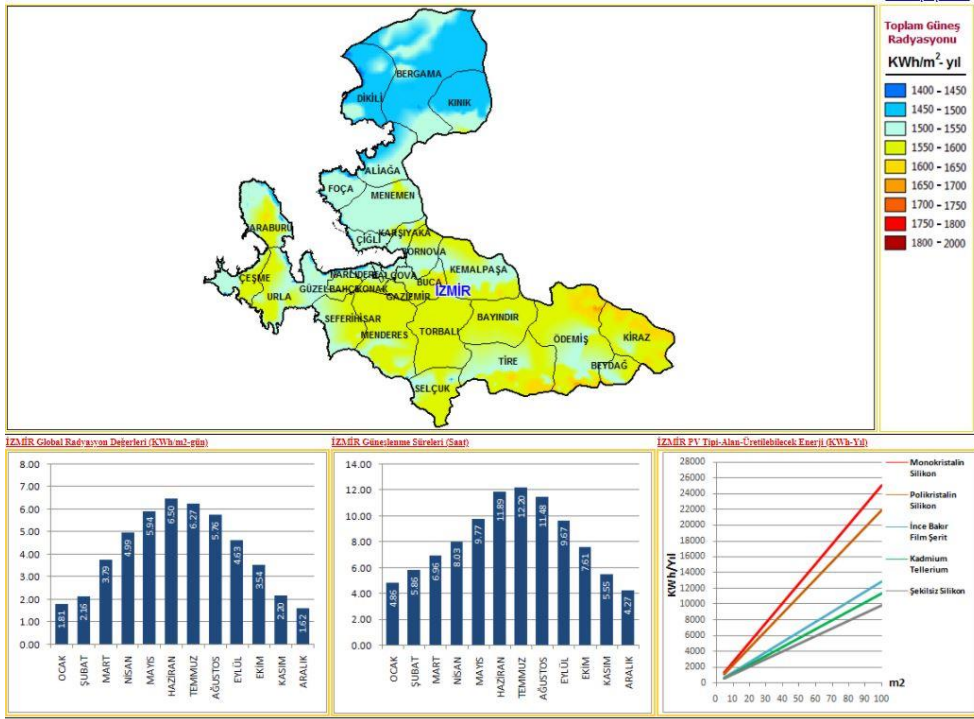 Toplam Güneş
Radyasyonu
KWh/m²- yıl
1400 - 1450
1450 - 1500
1500 - 1550
1550 - 1600
1600 - 1650
1650 - 1700
1700 - 1750
1750 - 1800
1800 - 2000
BERGAMA
DİKİLİ
KINIK
ALİAĞA
FOÇA
MENEMEN
KARABURU
KARŞIYAKA
ÇİĞLİ
BORNOVA
KEMALPAŞA
ÇEŞME
NARLIDERE BALÇOVA
BUCA
GÜZELBAHÇE KONAK
İZMİR
URLA
GAZİEMİR
SEFERİHİSAR
BAYINDIR
MENDERES
TORBALI
ÖDEMİŞ
KİRAZ
TİRE
BEYDAĞ
SELÇUK
İZMİR Global Radyasyon Değerleri (KWh/m2-gün)
8.00
7.00
6.00
5.00
4.00
3.00
2.00
1.00
0.00
1.81
2.16
3.79
4.99
5.94
6.50
6.27
5.76
4.63
3.54
2.20
1.62
OCAK
ŞUBAT
MART
NİSAN
MAYIS
HAZİRAN
TEMMUZ
AĞUSTOS
EYLÜL
EKİM
KASIM
ARALIK
İZMİR Güneşlenme Süreleri (Saat)
14.00
12.00
10.00
8.00
6.00
4.00
2.00
0.00
4.86
5.86
6.96
8.03
9.77
11.89
12.20
11.48
9.67
7.61
5.55
4.27
OCAK
ŞUBAT
MART
NİSAN
MAYIS
HAZİRAN
TEMMUZ
AĞUSTOS
EYLÜL
EKİM
KASIM
ARALIK
İZMİR PV Tipi-Alan-Üretilebilecek Enerji (KWh-Yıl)
KWh/Yıl
28000
26000
24000
22000
20000
18000
16000
14000
12000
10000
8000
6000
4000
2000
0
0 10 20 30 40 50 60 70 80 90 100
m2
Monokristalin
Silikon
Polikristalin
Silikon
İnce Bakır
Film Şerit
Kadmium
Tellerium
Şekilsiz Silikon